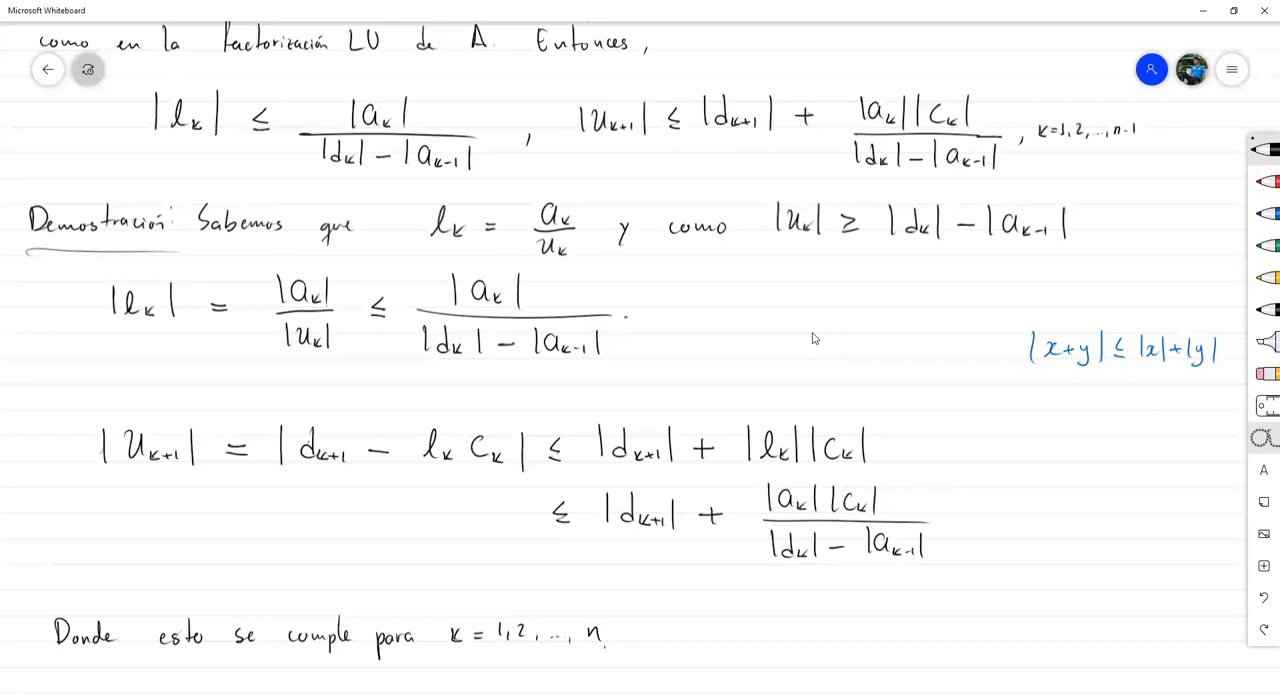 Microsoft Whiteboard
como en la factorización LU de A. Entonces,
|l_k| ≤ |a_k| / (|d_k| - |a_{k-1}|) , |u_{k+1}| ≤ |d_{k+1}| + |a_k||c_k| / (|d_k| - |a_{k-1}|) , k=1,2,...,n-1
Demostración: Sabemos que l_k = a_k / u_k y como |u_k| ≥ |d_k| - |a_{k-1}|
|l_k| = |a_k| / |u_k| ≤ |a_k| / (|d_k| - |a_{k-1}|) .
|x+y| ≤ |x|+|y|
|u_{k+1}| = |d_{k+1} - l_k c_k| ≤ |d_{k+1}| + |l_k||c_k|
≤ |d_{k+1}| + |a_k||c_k| / (|d_k| - |a_{k-1}|)
Donde esto se cumple para k = 1,2,...,n.